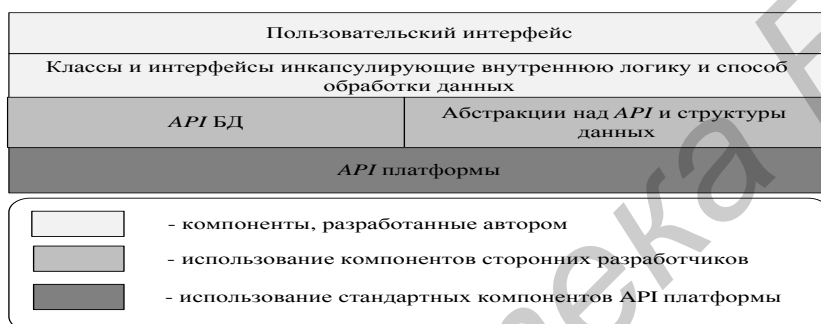 Пользовательский интерфейс
Классы и интерфейсы инкапсулирующие внутреннюю логику и способ
обработки данных
API БД
Абстракции над API и структуры
данных
API платформы
- компоненты, разработанные автором
- использование компонентов сторонних разработчиков
- использование стандартных компонентов API платформы